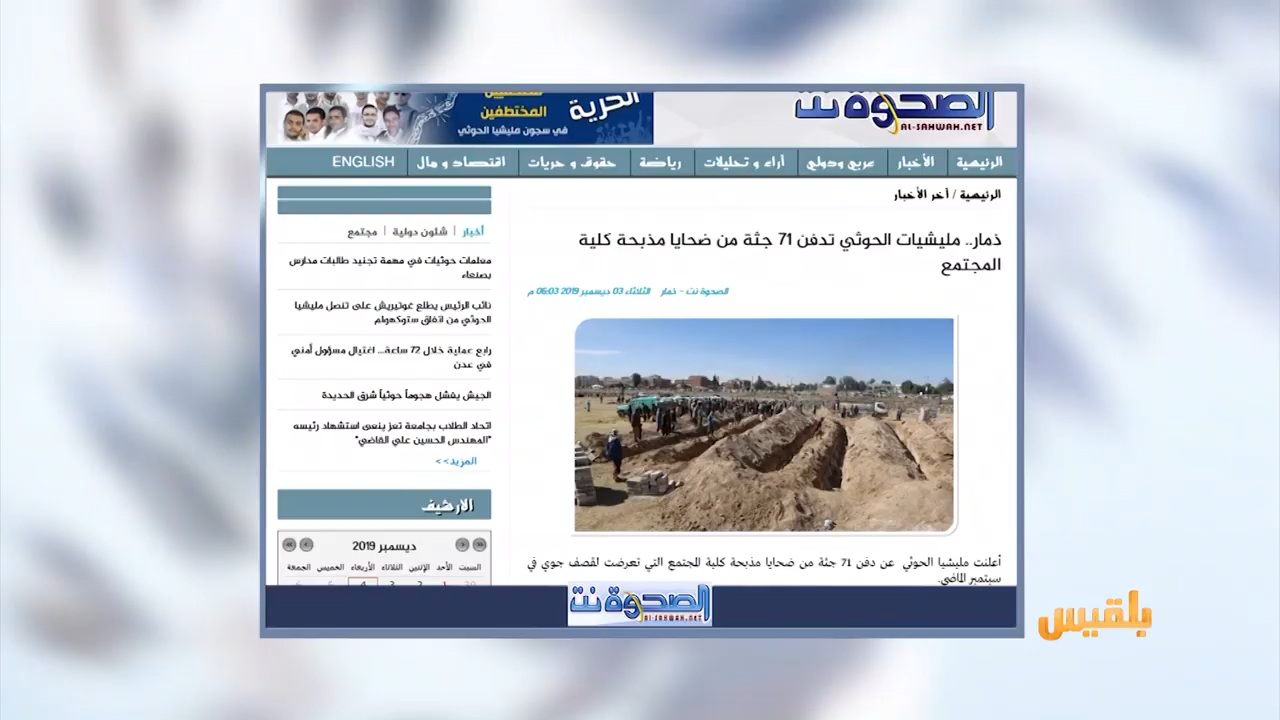 الحرية
المختطفين
في سجون مليشيا الحوثي
الصحوة نت
AL-SAHWAH.NET
الرئيسية
الأخبار
عربي ودولي
آراء و تحليلات
رياضة
حقوق و حريات
اقتصاد و مال
ENGLISH
الرئيسية / آخر الأخبار
ذمار.. مليشيات الحوثي تدفن 71 جثة من ضحايا مذبحة كلية
المجتمع
الصحوة نت - ذمار الثلاثاء 03 ديسمبر 2019 06:03 م
أعلنت مليشيا الحوثي عن دفن 71 جثة من ضحايا مذبحة كلية المجتمع التي تعرضت لقصف جوي في
سبتمبر الماضي.
أخبار | شئون دولية | مجتمع
معلمات حوثيات في مهمة تجنيد طالبات مدارس
بصنعاء
نائب الرئيس يطلع غوتيريش على تنصل مليشيا
الحوثي من اتفاق ستوكهولم
رابع عملية خلال 72 ساعة... اغتيال مسؤول أمني
في عدن
الجيش يفشل هجوماً حوثياً شرق الحديدة
اتحاد الطلاب بجامعة تعز ينعى استشهاد رئيسه
"المهندس الحسين علي القاضي"
المزيد>>
الارشيف
ديسمبر 2019
السبت الأحد الإثنين الثلاثاء الأربعاء الخميس الجمعة
الصحوة نت
AL-SAHWAH.NET
بلقيس